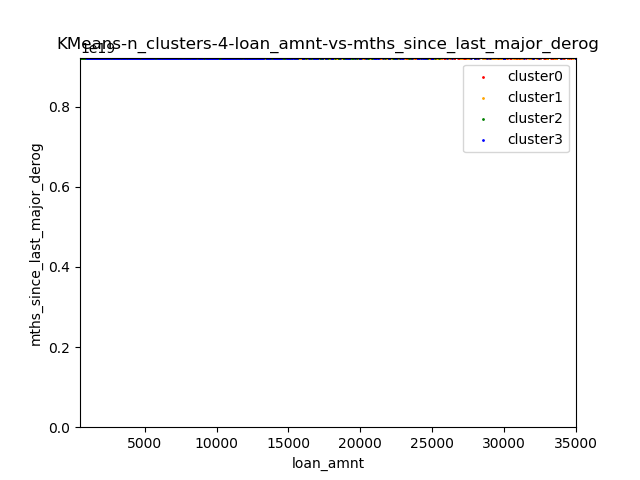 KMeans-n_clusters-4-loan_amnt-vs-mths_since_last_major_derog
1e19
cluster0
cluster1
cluster2
cluster3
0.8
0.6
0.4
0.2
0.0
mths_since_last_major_derog
5000 10000 15000 20000 25000 30000 35000
loan_amnt